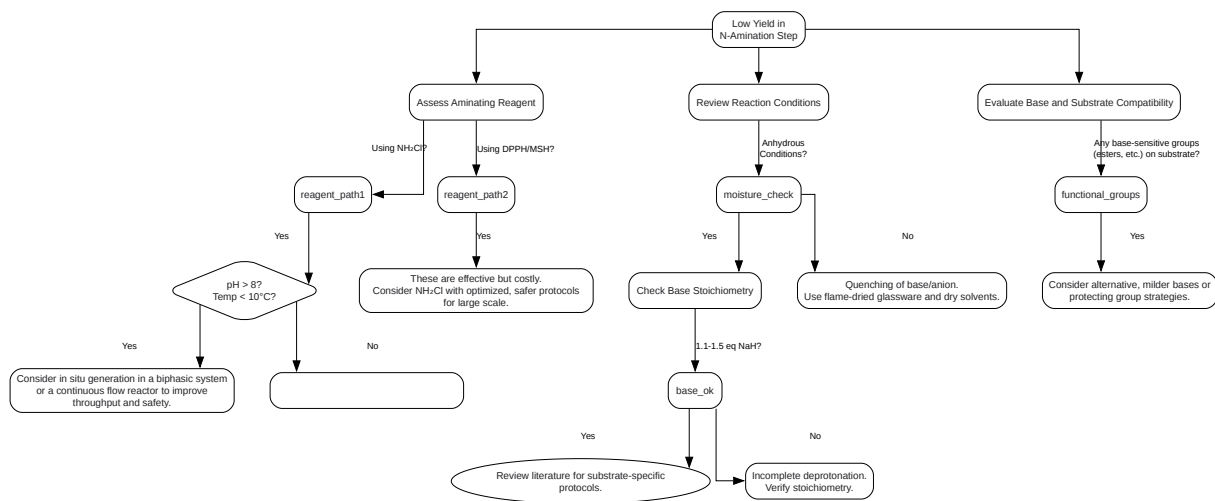 Low Yield in
N-Amination Step
Assess Aminating Reagent
Review Reaction Conditions
Evaluate Base and Substrate Compatibility
Using NH₂Cl?
Using DPPH/MSH?
Anhydrous
Conditions?
Any base-sensitive groups
(esters, etc.) on substrate?
reagent_path1
reagent_path2
moisture_check
functional_groups
Yes
Yes
Yes
No
Yes
pH > 8?
Temp < 10°C?
These are effective but costly.
Consider NH₂Cl with optimized, safer protocols
for large scale.
Check Base Stoichiometry
Quenching of base/anion.
Use flame-dried glassware and dry solvents.
Consider alternative, milder bases or
protecting group strategies.
Yes
No
1.1-1.5 eq NaH?
Consider in situ generation in a biphasic system
or a continuous flow reactor to improve
throughput and safety.
base_ok
Yes
No
Review literature for substrate-specific
protocols.
Incomplete deprotonation.
Verify stoichiometry.